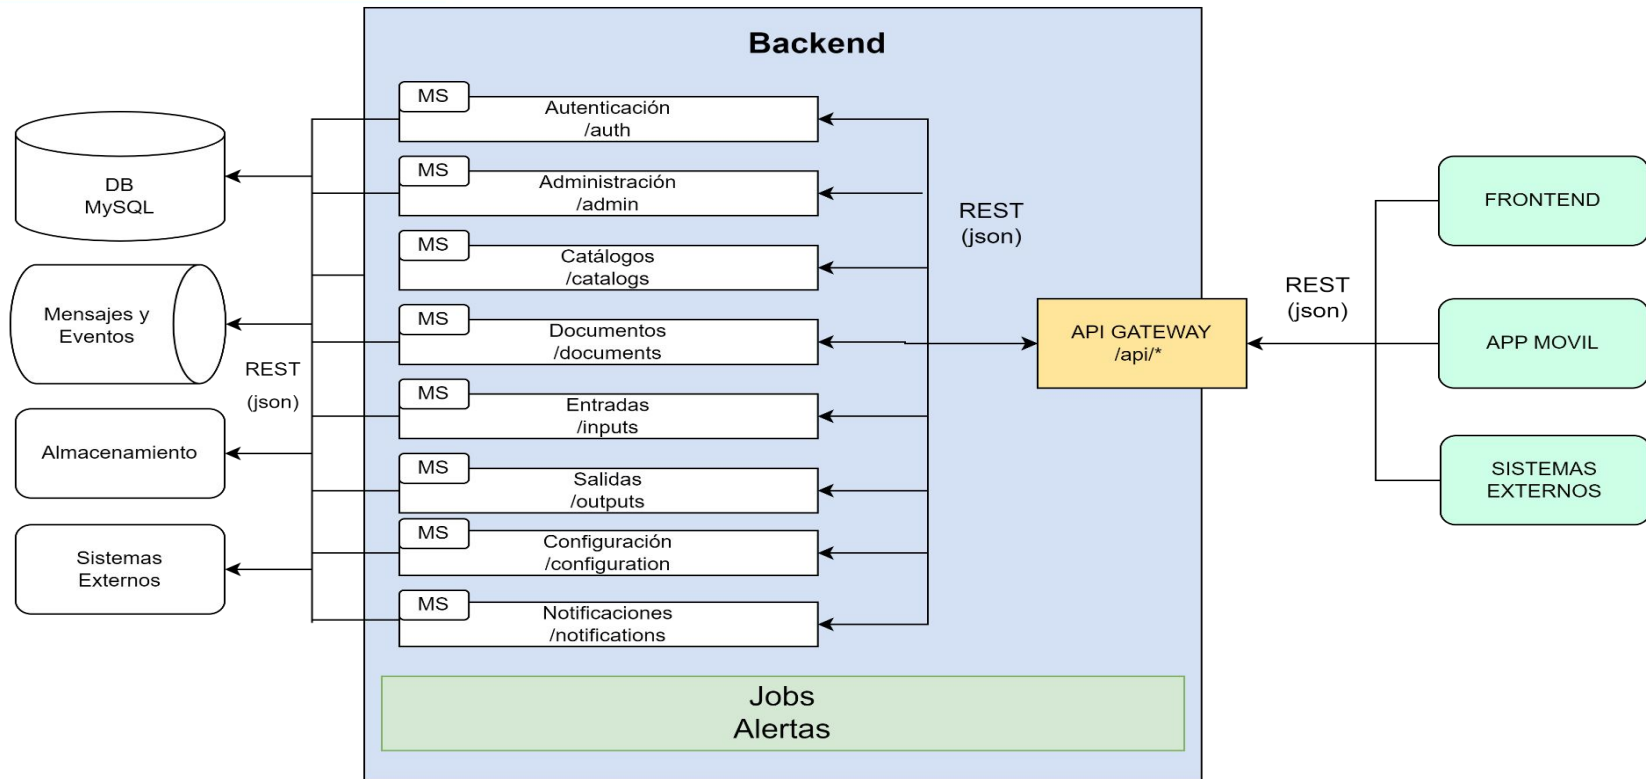 Backend
DB
MySQL
Mensajes y
Eventos
Almacenamiento
Sistemas
Externos
REST
(json)
MS
Autenticación
/auth
MS
Administración
/admin
MS
Catálogos
/catalogs
MS
Documentos
/documents
MS
Entradas
/inputs
MS
Salidas
/outputs
MS
Configuración
/configuration
MS
Notificaciones
/notifications
Jobs
Alertas
REST
(json)
API GATEWAY
/api/*
REST
(json)
FRONTEND
APP MOVIL
SISTEMAS
EXTERNOS